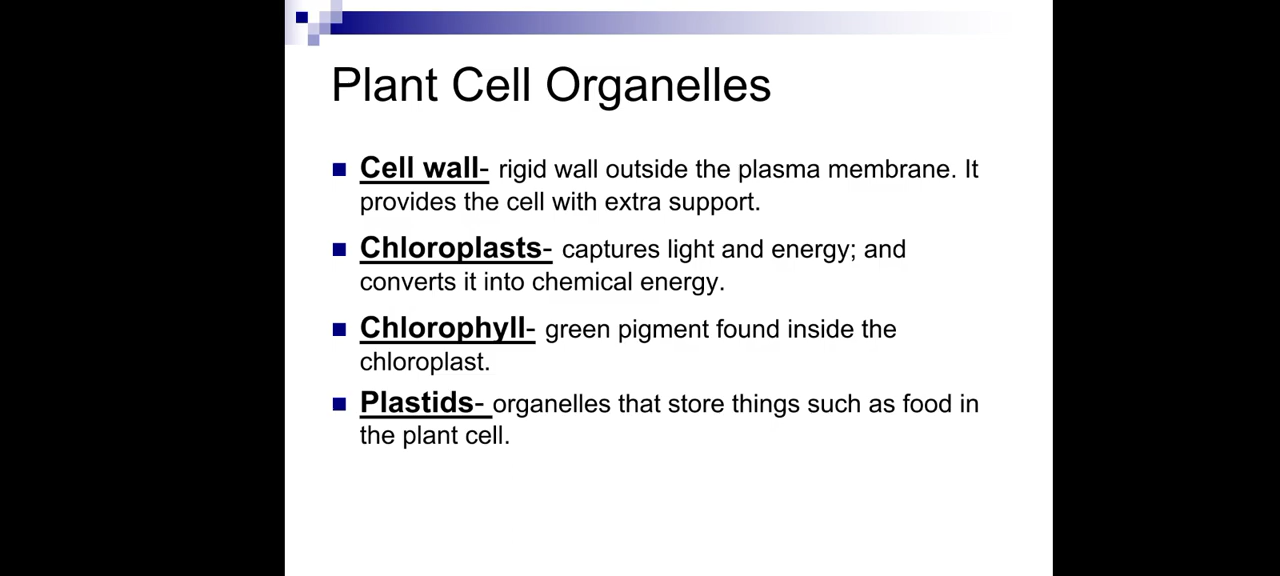 Plant Cell Organelles
Cell wall- rigid wall outside the plasma membrane. It
provides the cell with extra support.
Chloroplasts- captures light and energy; and
converts it into chemical energy.
Chlorophyll- green pigment found inside the
chloroplast.
Plastids- organelles that store things such as food in
the plant cell.